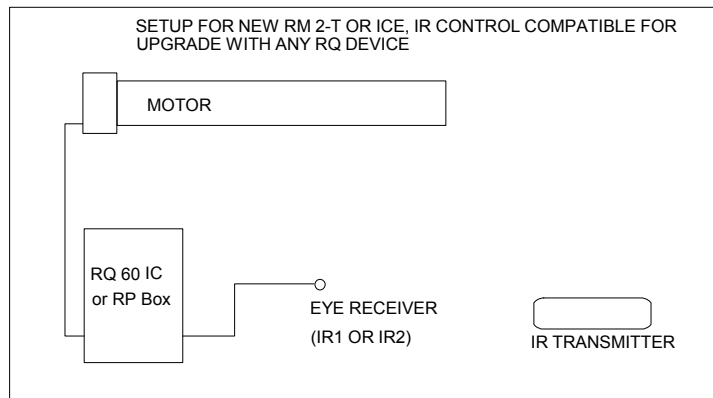 SETUP FOR NEW RM 2-T OR ICE, IR CONTROL COMPATIBLE FOR
UPGRADE WITH ANY RQ DEVICE
MOTOR
RQ 60 IC
or RP Box
EYE RECEIVER
(IR1 OR IR2)
IR TRANSMITTER